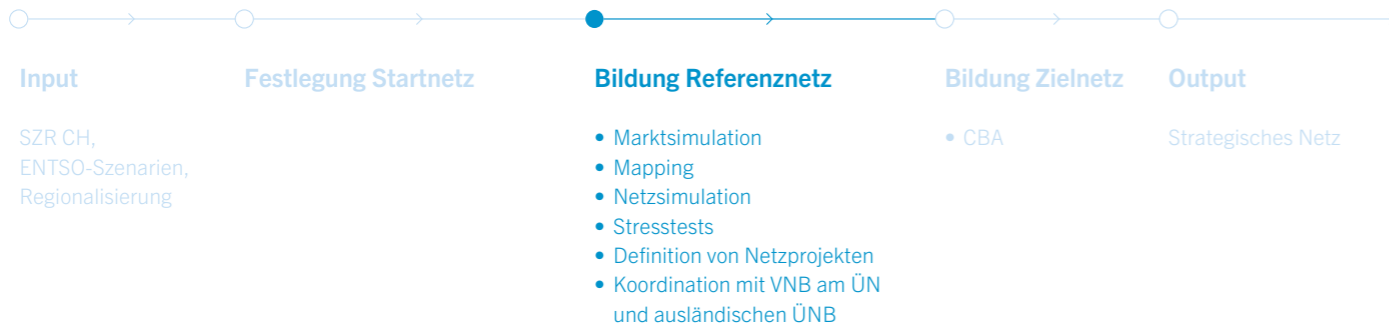 Input
SZR CH,
ENTSO-Szenarien,
Regionalisierung
Festlegung Startnetz
Bildung Referenznetz
• Marktsimulation
• Mapping
• Netzsimulation
• Stresstests
• Definition von Netzprojekten
• Koordination mit VNB am ÜN
und ausländischen ÜNB
Bildung Zielnetz
• CBA
Output
Strategisches Netz